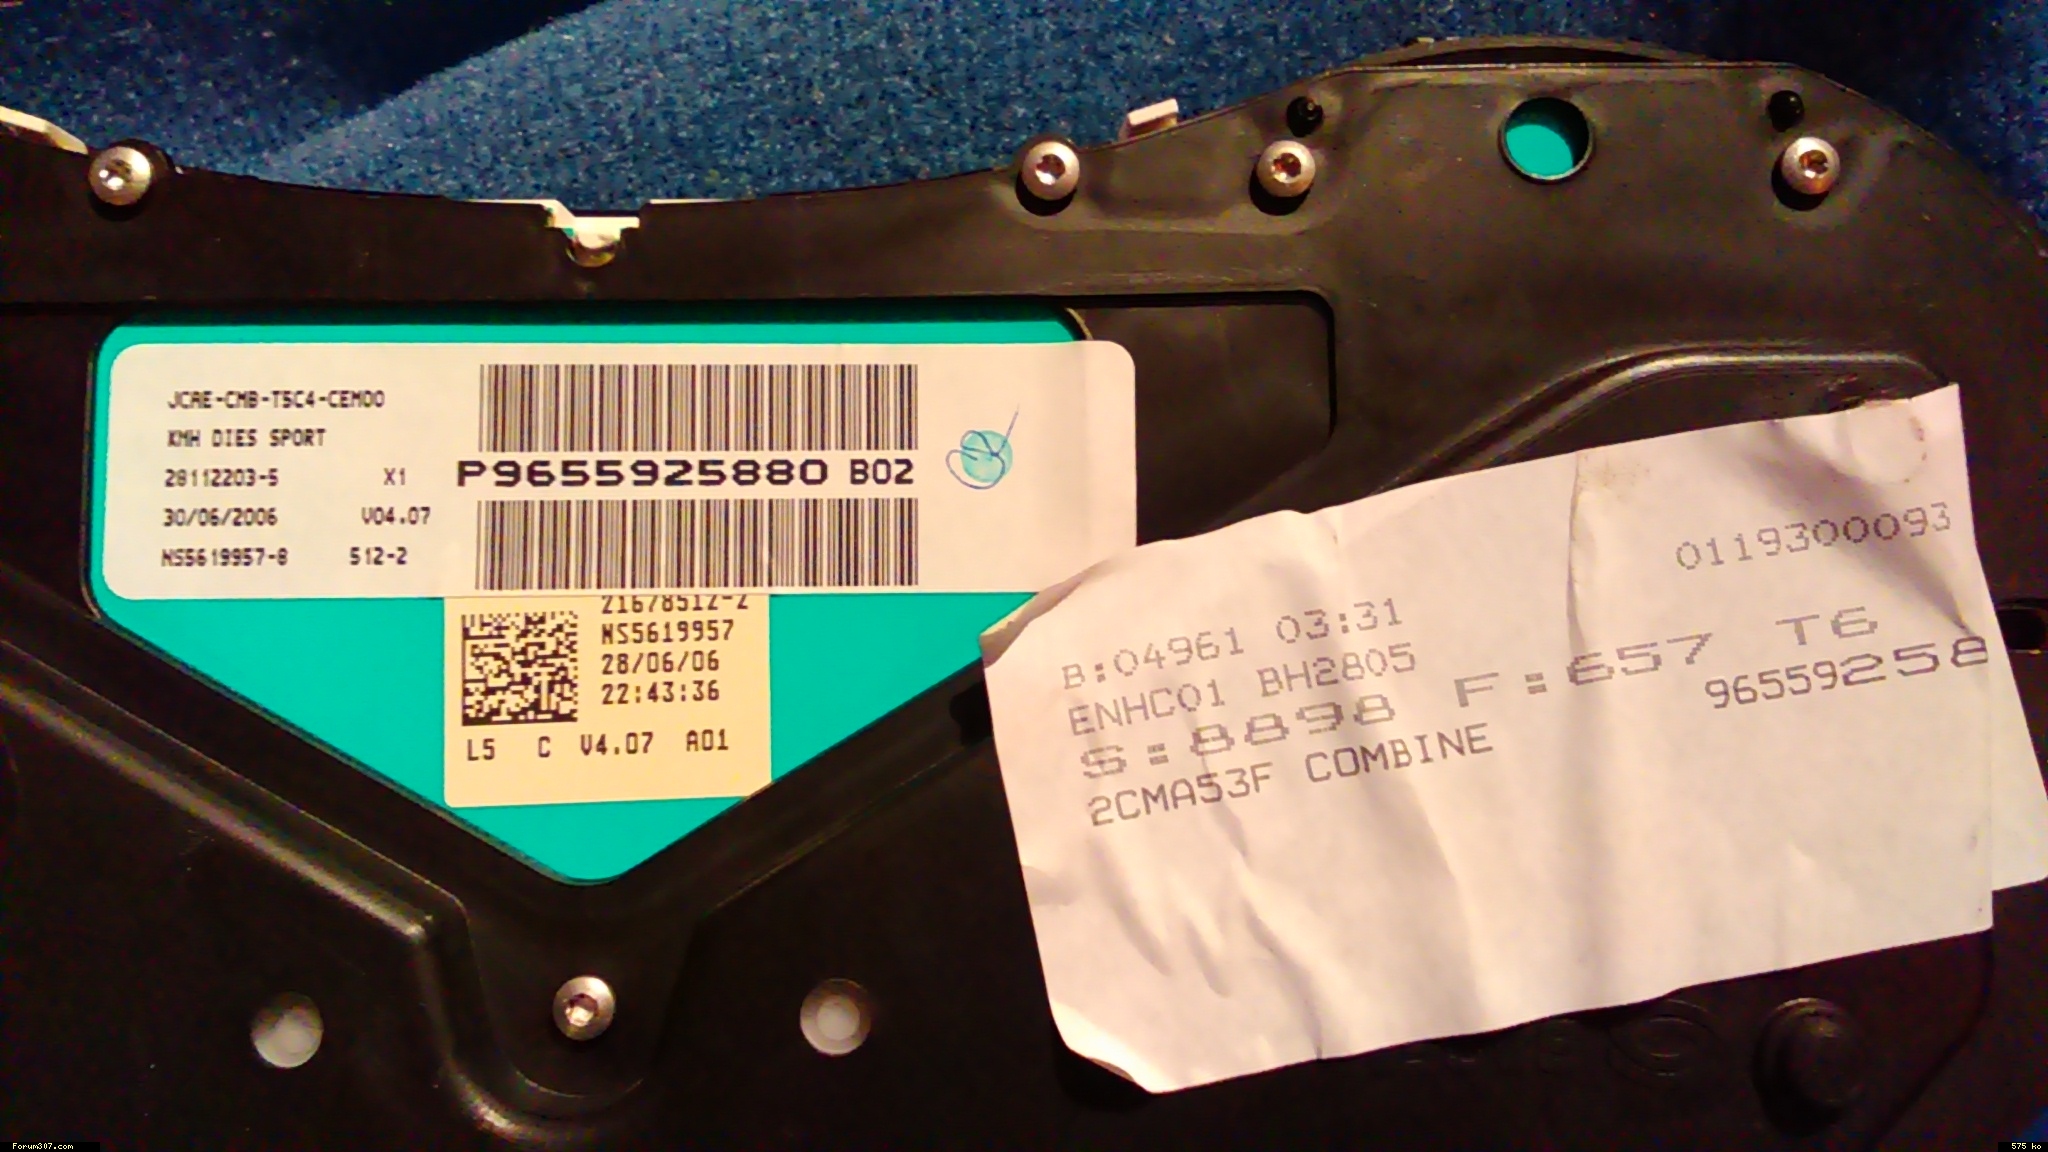 JCAE-CMB-T5C4-CEM00
KMH DIES SPORT
28112203-5 X1
30/06/2006 V04.07
NS5619957-8 512-2
P9655925880 B02
21678512-2
NS5619957
28/06/06
22:43:36
L5 C V4.07 A01
0119300093
B:04961 03:31
ENHC01 BH2805
S:8898 F:657 T6
96559258
2CMA53F COMBINE
Forum307.com
575 ko